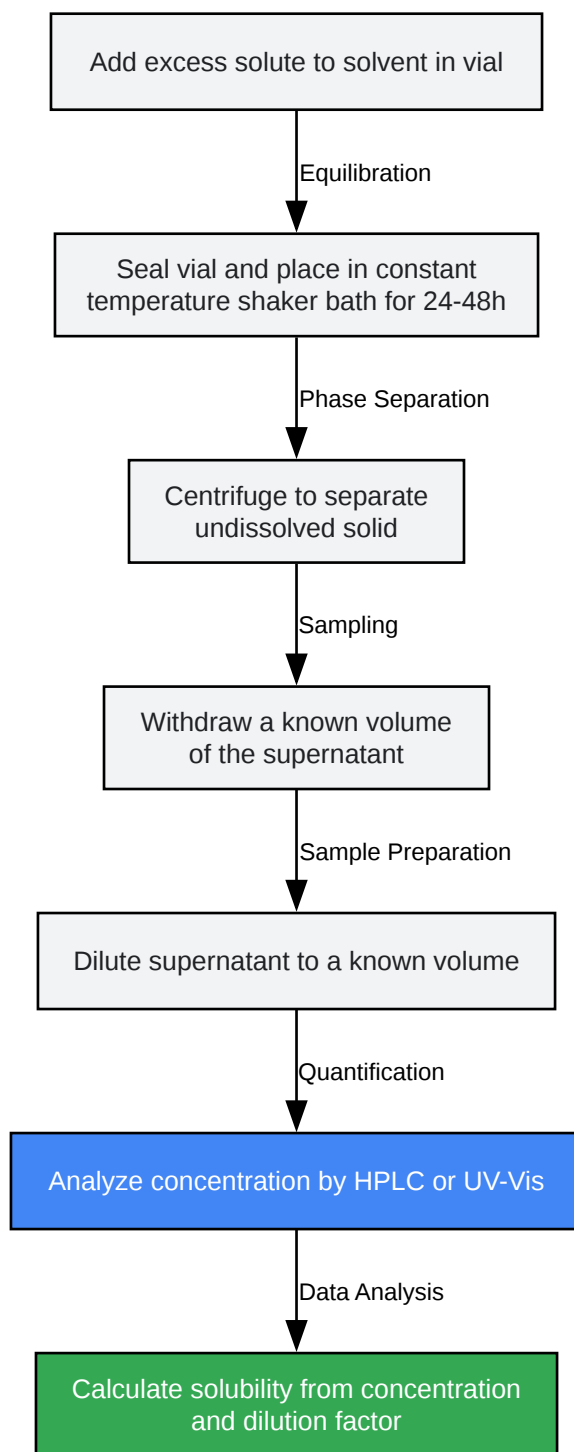 Add excess solute to solvent in vial
Equilibration
Seal vial and place in constant
temperature shaker bath for 24-48h
Phase Separation
Centrifuge to separate
undissolved solid
Sampling
Withdraw a known volume
of the supernatant
Sample Preparation
Dilute supernatant to a known volume
Quantification
Analyze concentration by HPLC or UV-Vis
Data Analysis
Calculate solubility from concentration
and dilution factor